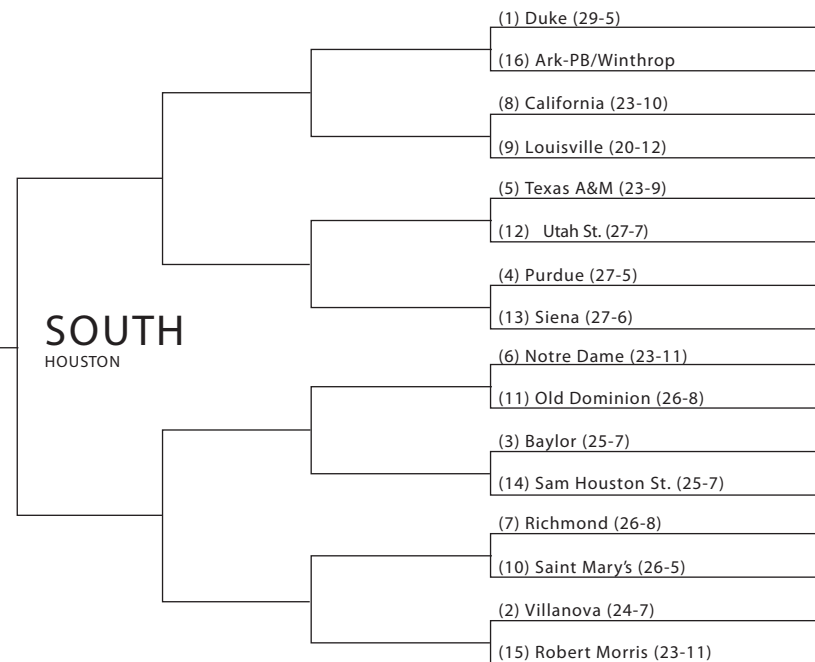 (1) Duke (29-5)
(16) Ark-PB/Winthrop
(8) California (23-10)
(9) Louisville (20-12)
(5) Texas A&M (23-9)
(12) Utah St. (27-7)
(4) Purdue (27-5)
(13) Siena (27-6)
SOUTH
HOUSTON
(6) Notre Dame (23-11)
(11) Old Dominion (26-8)
(3) Baylor (25-7)
(14) Sam Houston St. (25-7)
(7) Richmond (26-8)
(10) Saint Mary's (26-5)
(2) Villanova (24-7)
(15) Robert Morris (23-11)